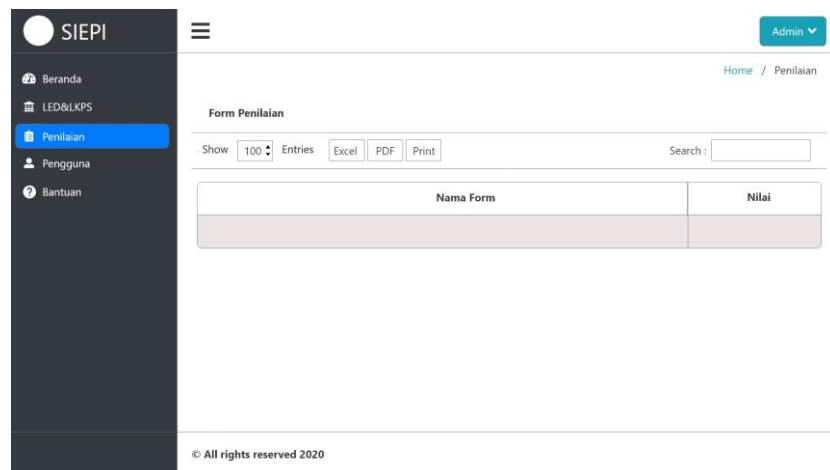 SIEPI
Admin
Beranda
LED&LKPS
Penilaian
Pengguna
Bantuan
Home / Penilaian
Form Penilaian
Show 100 Entries Excel PDF Print Search :
Nama Form Nilai
© All rights reserved 2020